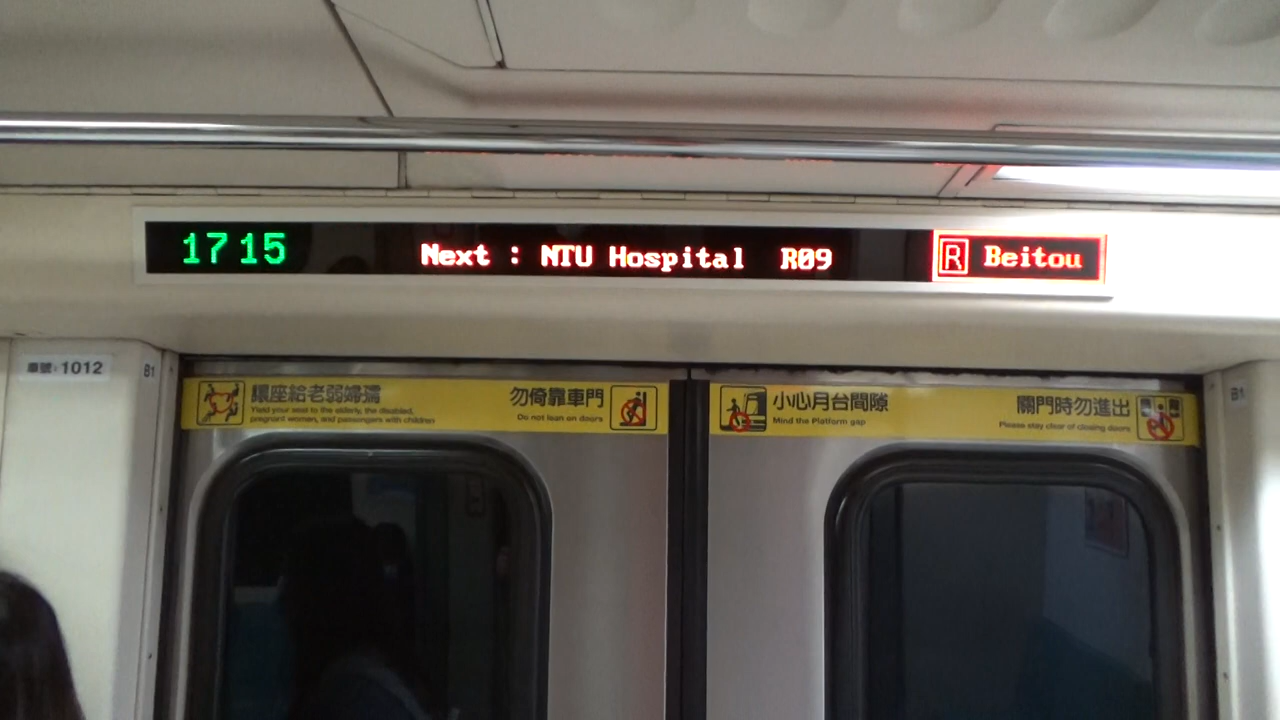 17 15
Next : NTU Hospital R09
R Beitou
車號:1012
B1
讓座給老弱婦孺
Yield your seat to the elderly, the disabled,
pregnant women, and passengers with children
勿倚靠車門
Do not lean on doors
小心月台間隙
Mind the Platform gap
關門時勿進出
Please stay clear of closing doors
B1